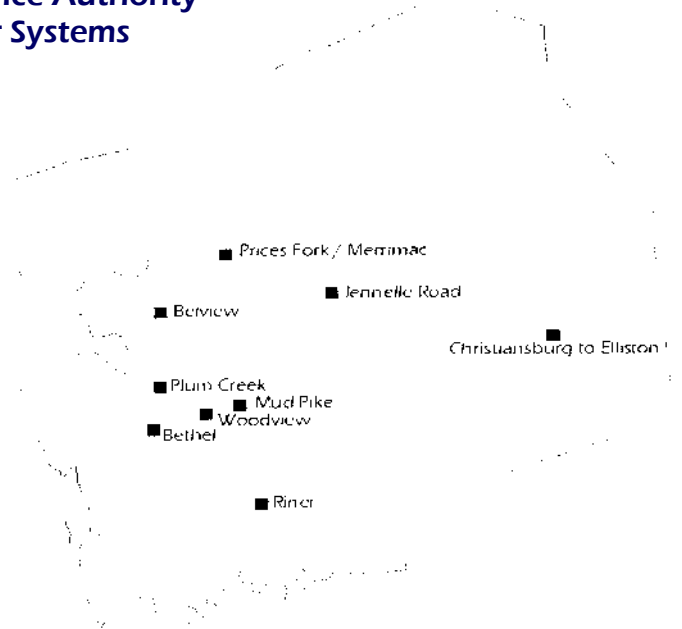 ice Authority
r Systems
Prices Fork / Merrimac
Jennelle Road
Belview
Christiansburg to Elliston
Plum Creek
Mud Pike
Woodview
Bethel
Riner